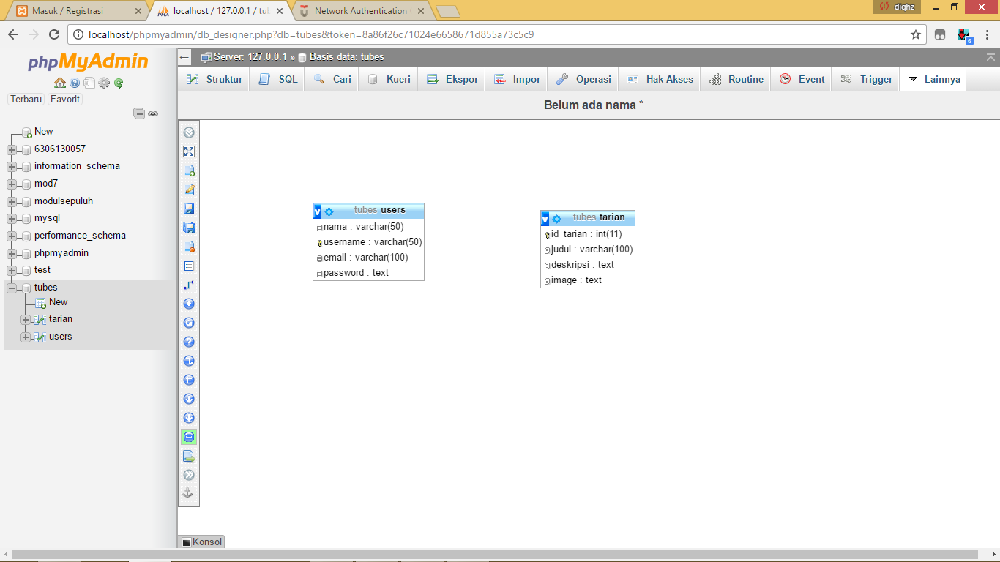 Masuk / Registrasi
localhost / 127.0.0.1 / tub
Network Authentication
diqhz
localhost/phpmyadmin/db_designer.php?db=tubes&token=8a86f26c71024e6658671d855a73c5c9
6
phpMyAdmin
Terbaru Favorit
New
6306130057
information_schema
mod7
modulsepuluh
mysql
performance_schema
phpmyadmin
test
tubes
New
tarian
users
Server: 127.0.0.1 » Basis data: tubes
Struktur SQL Cari Kueri Ekspor Impor Operasi Hak Akses Routine Event Trigger Lainnya
Belum ada nama *
v tubes users
nama : varchar(50)
username : varchar(50)
email : varchar(100)
password : text
v tubes tarian
id_tarian : int(11)
judul : varchar(100)
deskripsi : text
image : text
Konsol